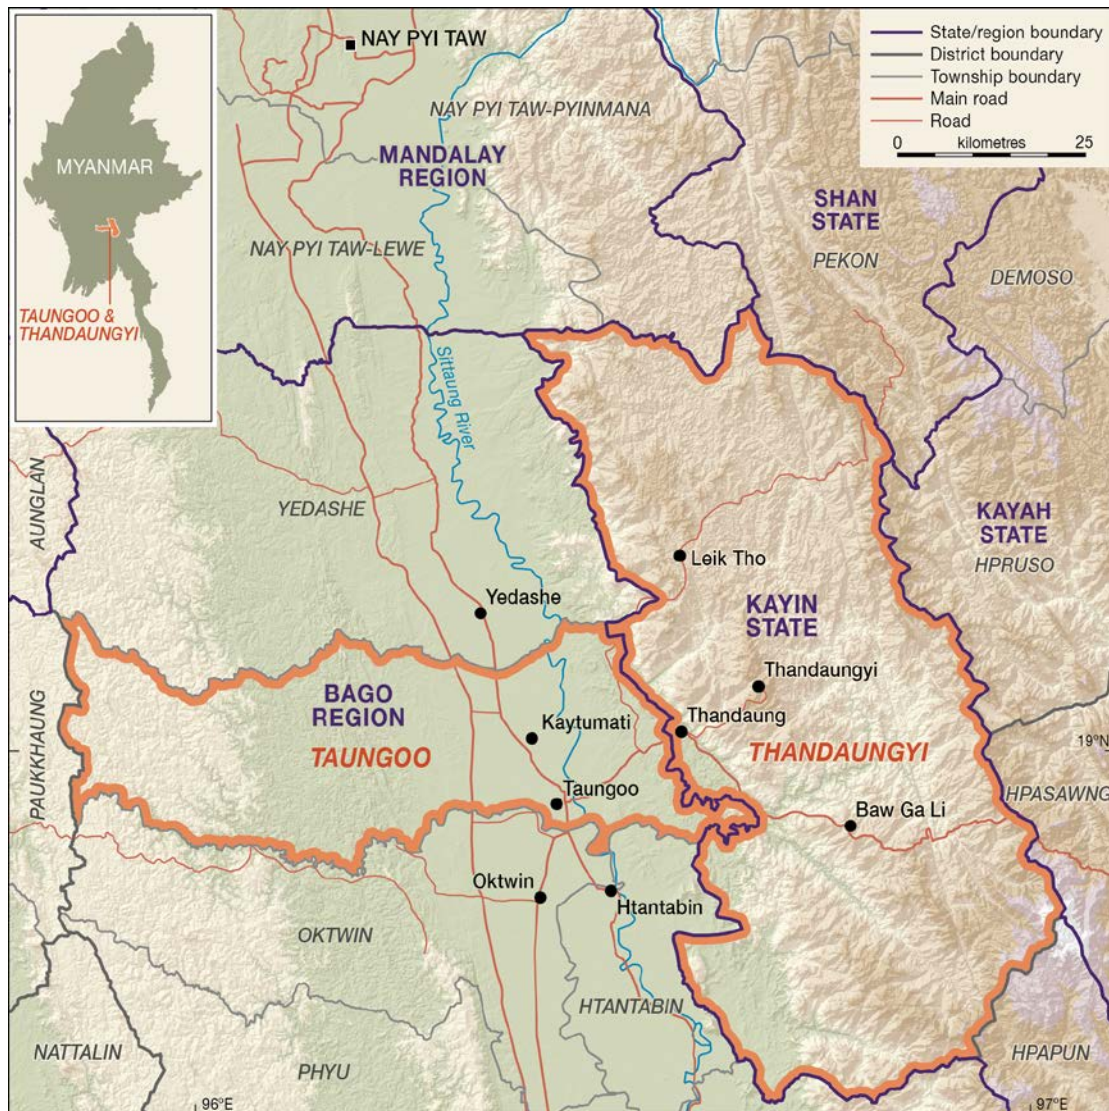 NAY PYI TAW
State/region boundary
District boundary
Township boundary
Main road
Road
0 kilometres 25
MYANMAR
TAUNGOO &
THANDAUNGYI
NAY PYI TAW-PYINMANA
MANDALAY
REGION
SHAN
STATE
PEKON
DEMOSO
NAY PYI TAW-LEWE
Sittaung River
AUNGLAN
YEDASHE
KAYAH
STATE
HPRUSO
Leik Tho
Yedashe
KAYIN
STATE
Thandaungyi
BAGO
REGION
TAUNGOO
Kaytumati
Thandaung
THANDAUNGYI
19°N
PAUKKHAUNG
HPASAWNG
Taungoo
Baw Ga Li
Oktwin
Htantabin
OKTWIN
HTANTABIN
NATTALIN
PHYU
HPAPUN
96°E
97°E